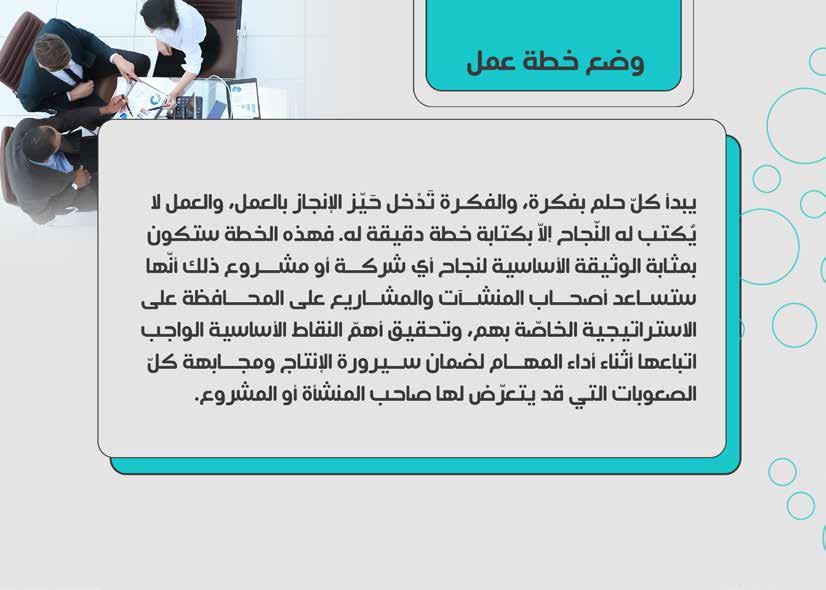 وضع خطة عمل
يبدأ كلّ حلم بفكرة، والفكرة تَدْخل حَيّز الإنجاز بالعمل، والعمل لا
يُكتب له النّجاح إلاّ بكتابة خطة دقيقة له. فهذه الخطة ستكون
بمثابة الوثيقة الأساسية لنجاح أي شركة أو مشروع ذلك أنّها
ستساعد أصحاب المنشآت والمشاريع على المحافظة على
الاستراتيجية الخاصّة بهم، وتحقيق أهمّ النقاط الأساسية الواجب
اتباعها أثناء أداء المهام لضمان سيرورة الإنتاج ومجابهة كلّ
الصعوبات التي قد يتعرّض لها صاحب المنشأة أو المشروع.